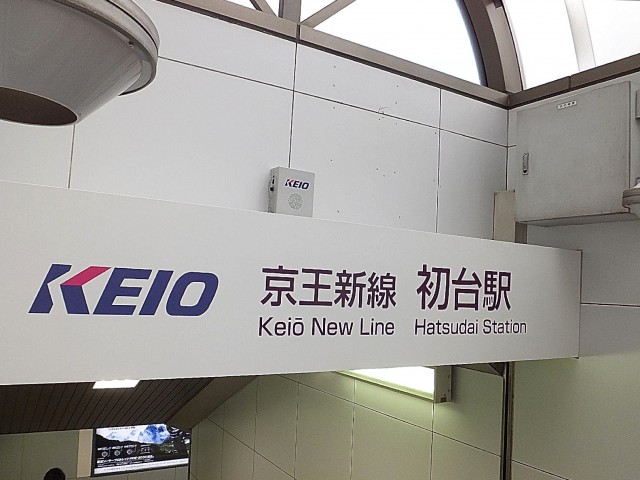 KEIO
KEIO 京王新線 初台駅
Keiō New Line Hatsudai Station